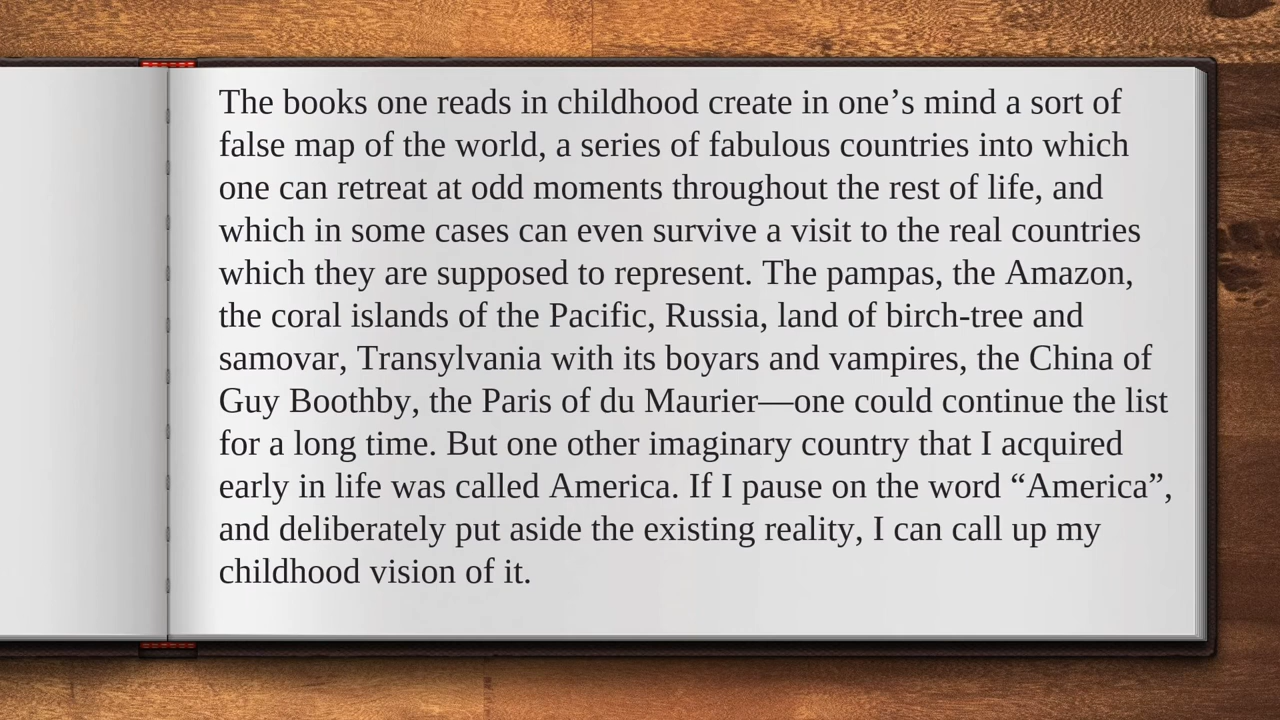 The books one reads in childhood create in one’s mind a sort of
false map of the world, a series of fabulous countries into which
one can retreat at odd moments throughout the rest of life, and
which in some cases can even survive a visit to the real countries
which they are supposed to represent. The pampas, the Amazon,
the coral islands of the Pacific, Russia, land of birch-tree and
samovar, Transylvania with its boyars and vampires, the China of
Guy Boothby, the Paris of du Maurier—one could continue the list
for a long time. But one other imaginary country that I acquired
early in life was called America. If I pause on the word “America”,
and deliberately put aside the existing reality, I can call up my
childhood vision of it.